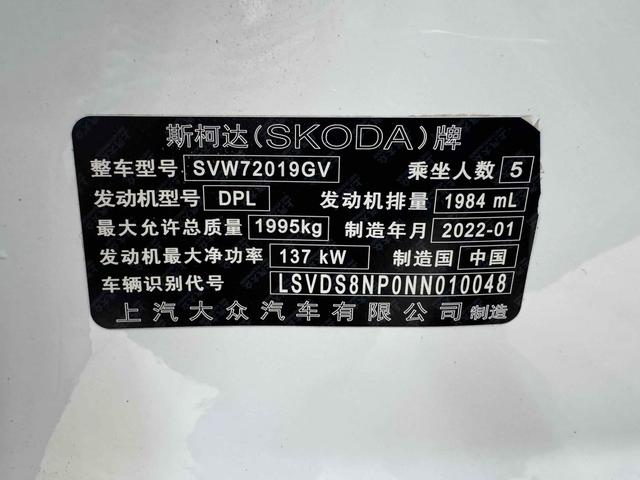 斯柯达(SKODA)牌
整车型号 SVW72019GV 乘坐人数 5
发动机型号 DPL 发动机排量 1984 mL
最大允许总质量 1995kg 制造年月 2022-01
发动机最大净功率 137 kW 制造国 中国
车辆识别代号 LSVDS8NP0NN010048
上汽大众汽车有限公司 制造